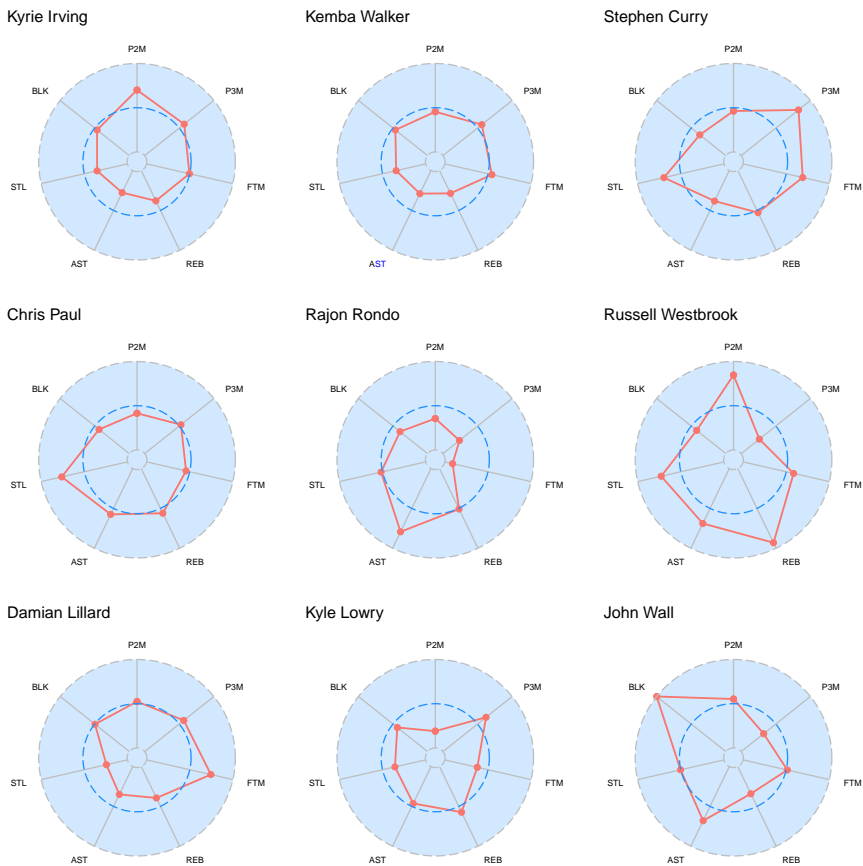 Kyrie Irving
P2M
P3M
FTM
REB
AST
STL
BLK
Kemba Walker
P2M
P3M
FTM
REB
AST
STL
BLK
Stephen Curry
P2M
P3M
FTM
REB
AST
STL
BLK
Chris Paul
P2M
P3M
FTM
REB
AST
STL
BLK
Rajon Rondo
P2M
P3M
FTM
REB
AST
STL
BLK
Russell Westbrook
P2M
P3M
FTM
REB
AST
STL
BLK
Damian Lillard
P2M
P3M
FTM
REB
AST
STL
BLK
Kyle Lowry
P2M
P3M
FTM
REB
AST
STL
BLK
John Wall
P2M
P3M
FTM
REB
AST
STL
BLK